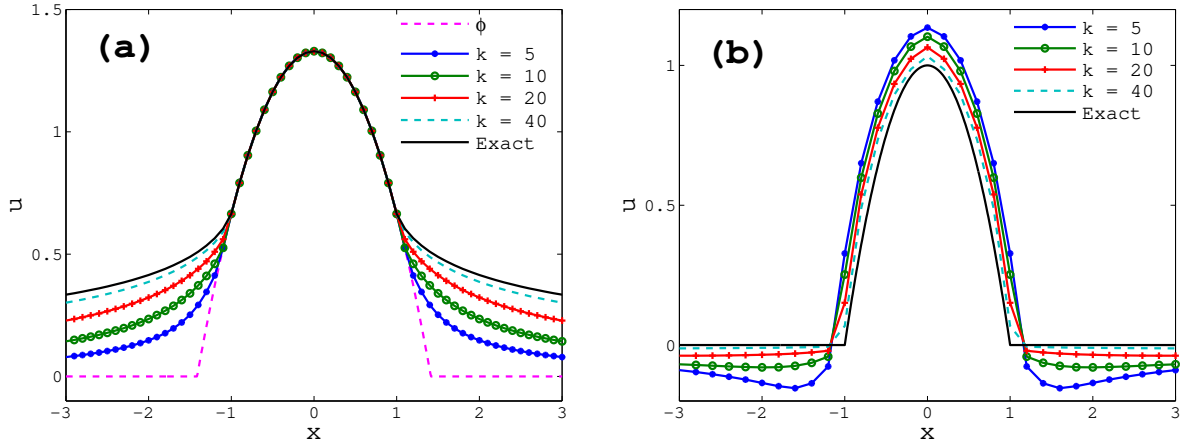 (a)
ϕ
k = 5
k = 10
k = 20
k = 40
Exact
1.5
1
0.5
0
u
−3
−2
−1
0
1
2
3
x
(b)
k = 5
k = 10
k = 20
k = 40
Exact
1
0.5
0
u
−3
−2
−1
0
1
2
3
x